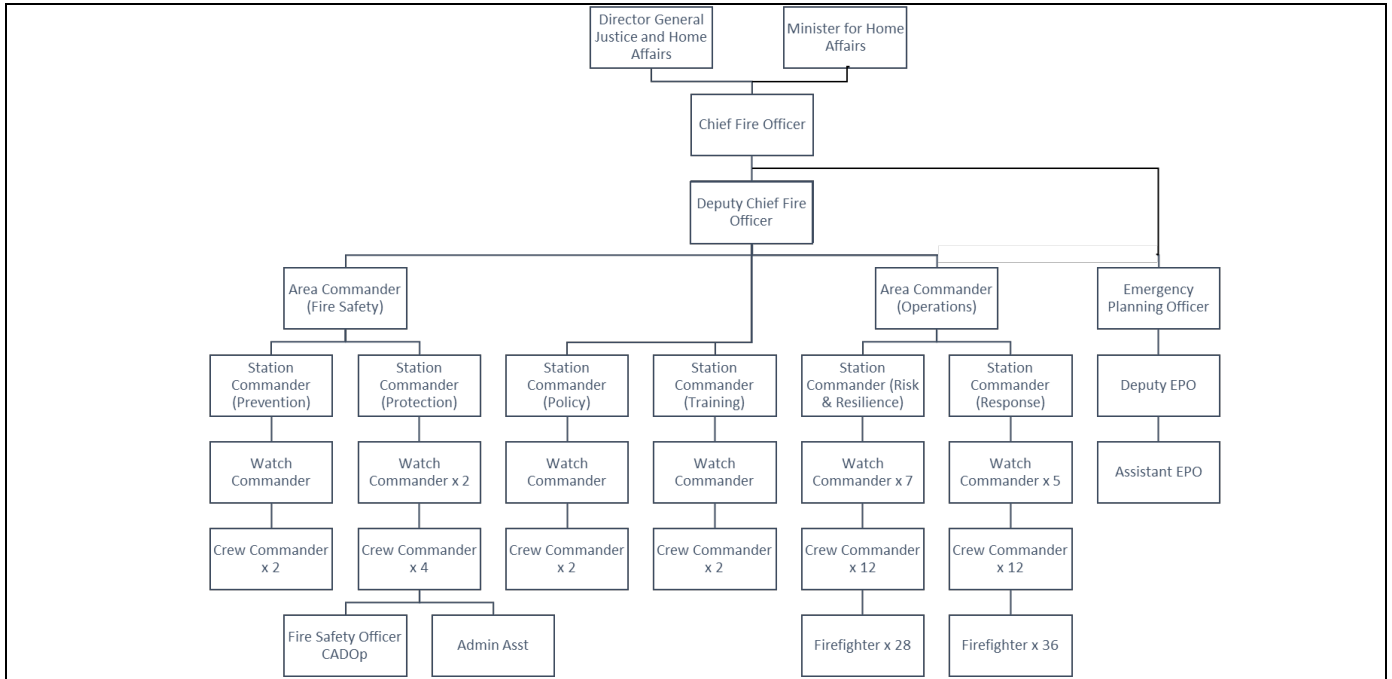 Director General
Justice and Home
Affairs
Minister for Home
Affairs
Chief Fire Officer
Deputy Chief Fire
Officer
Area Commander
(Fire Safety)
Area Commander
(Operations)
Emergency
Planning Officer
Station
Commander
(Prevention)
Station
Commander
(Protection)
Station
Commander
(Policy)
Station
Commander
(Training)
Station
Commander (Risk
& Resilience)
Station
Commander
(Response)
Deputy EPO
Watch
Commander
Watch
Commander x 2
Watch
Commander
Watch
Commander
Watch
Commander x 7
Watch
Commander x 5
Assistant EPO
Crew Commander
x 2
Crew Commander
x 4
Crew Commander
x 2
Crew Commander
x 2
Crew Commander
x 12
Crew Commander
x 12
Fire Safety Officer
CADOp
Admin Asst
Firefighter x 28
Firefighter x 36